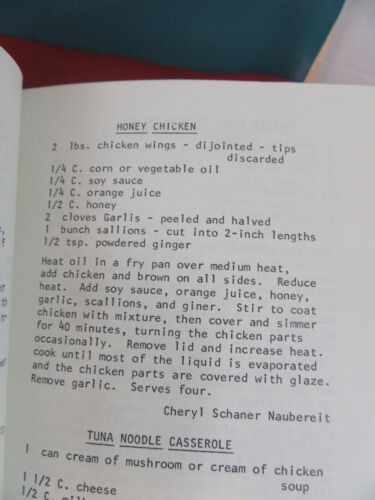 HONEY CHICKEN
2 lbs. chicken wings - dijointed - tips
discarded
1/4 C. corn or vegetable oil
1/4 C. soy sauce
1/4 C. orange juice
1/2 C. honey
2 cloves Garlis - peeled and halved
1 bunch sallions - cut into 2-inch lengths
1/2 tsp. powdered ginger
Heat oil in a fry pan over medium heat,
add chicken and brown on all sides. Reduce
heat. Add soy sauce, orange juice, honey,
garlic, scallions, and giner. Stir to coat
chicken with mixture, then cover and simmer
for 40 minutes, turning the chicken parts
occasionally. Remove lid and increase heat.
cook until most of the liquid is evaporated
and the chicken parts are covered with glaze.
Remove garlic. Serves four.
Cheryl Schaner Naubereit
TUNA NOODLE CASSEROLE
1 can cream of mushroom or cream of chicken
soup
1 1/2 C. cheese